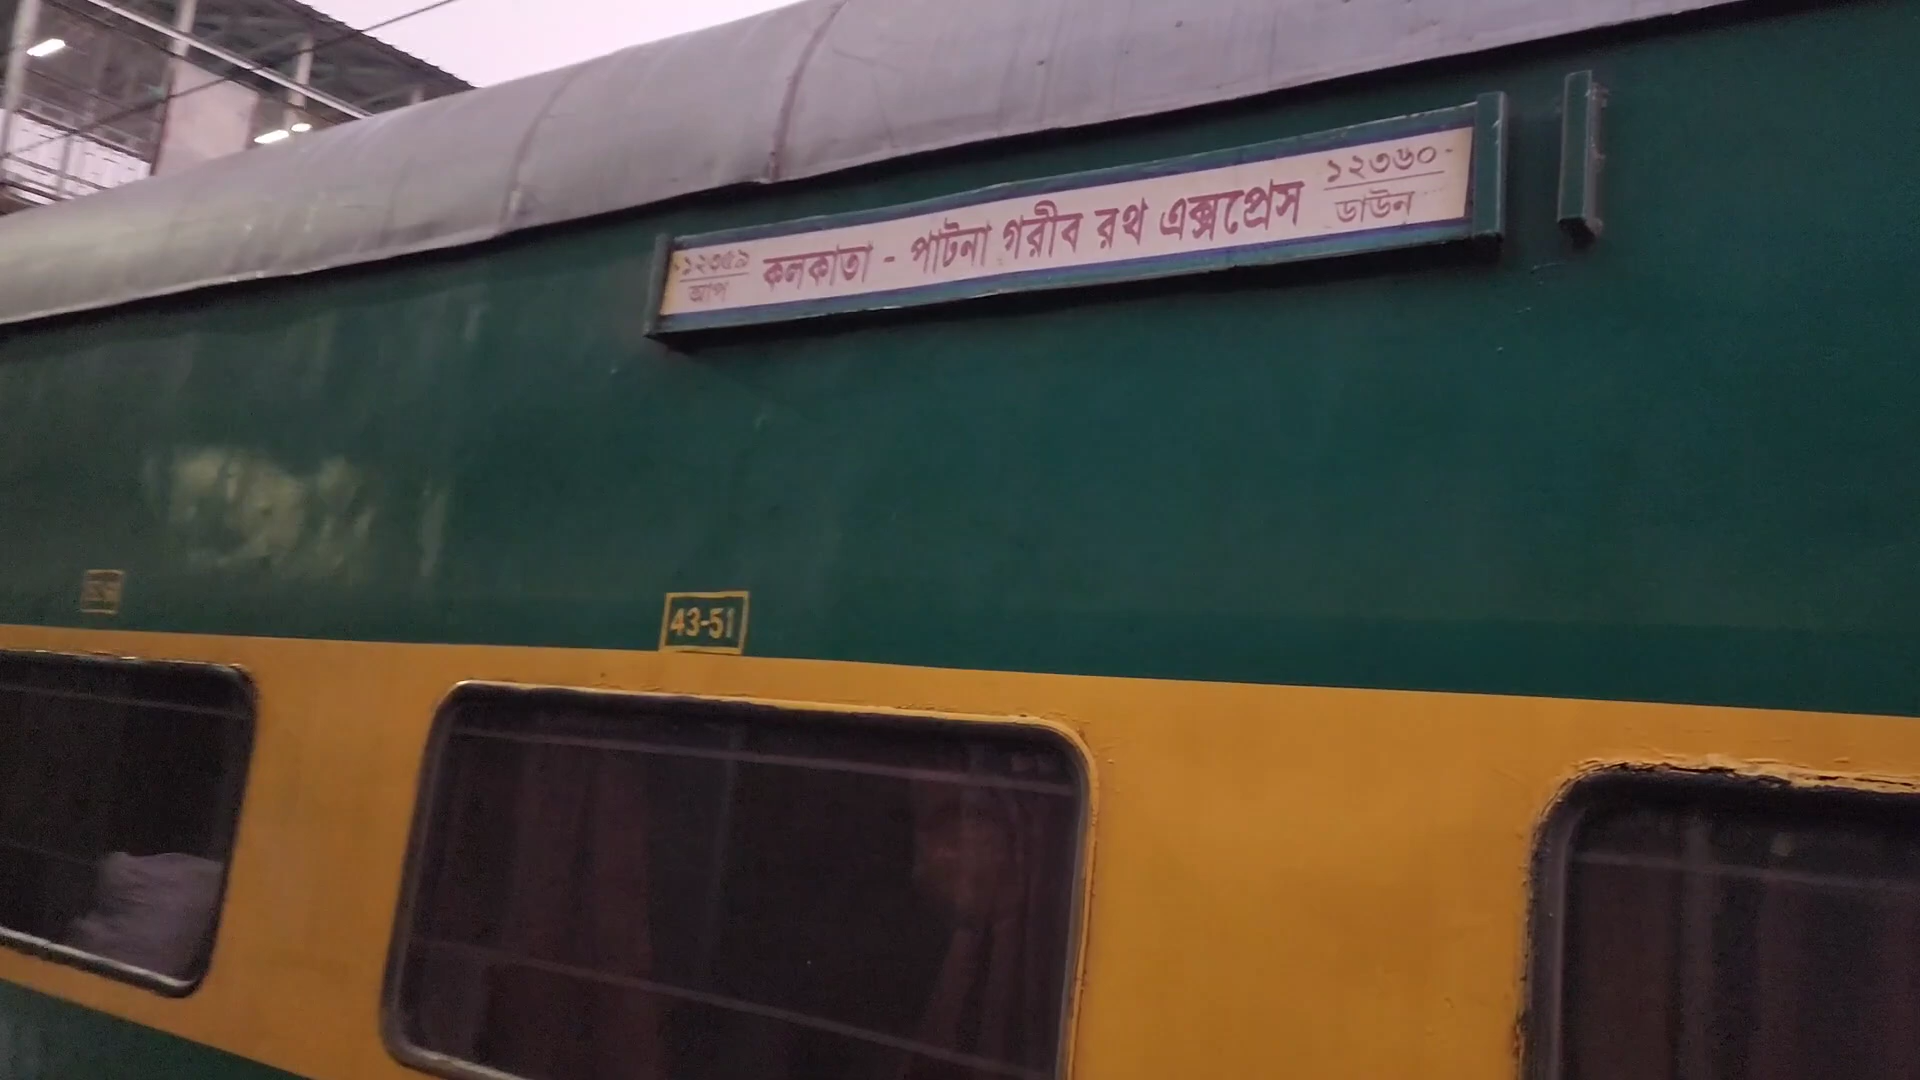 ১২৩৫৯
আপ
কলকাতা - পাটনা গরীব রথ এক্সপ্রেস
১২৩৬০
ডাউন
43-51